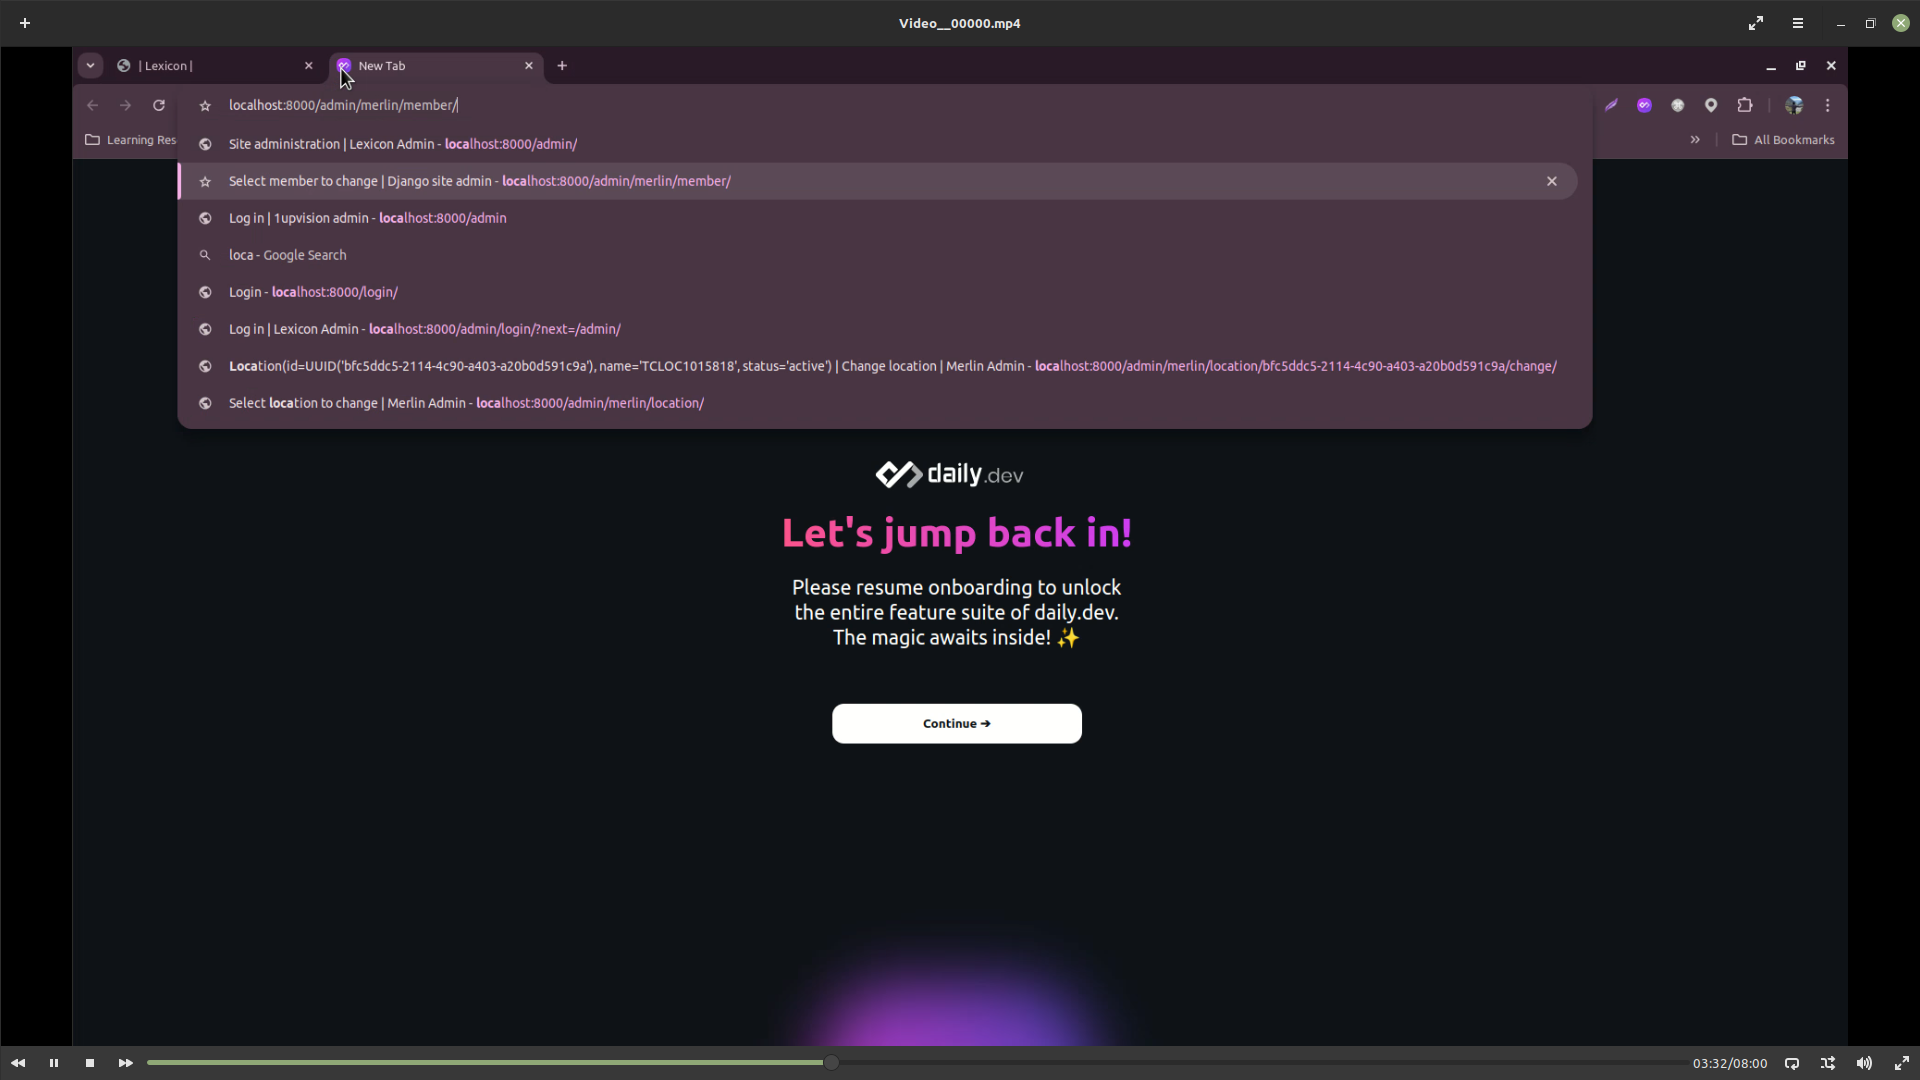 Video__00000.mp4
| Lexicon |
New Tab
localhost:8000/admin/merlin/member/
Learning Res
All Bookmarks
Site administration | Lexicon Admin - localhost:8000/admin/
Select member to change | Django site admin - localhost:8000/admin/merlin/member/
Log in | 1upvision admin - localhost:8000/admin
loca - Google Search
Login - localhost:8000/login/
Log in | Lexicon Admin - localhost:8000/admin/login/?next=/admin/
Location(id=UUID('bfc5ddc5-2114-4c90-a403-a20b0d591c9a'), name='TCLOC1015818', status='active') | Change location | Merlin Admin - localhost:8000/admin/merlin/location/bfc5ddc5-2114-4c90-a403-a20b0d591c9a/change/
Select location to change | Merlin Admin - localhost:8000/admin/merlin/location/
daily.dev
Let's jump back in!
Please resume onboarding to unlock
the entire feature suite of daily.dev.
The magic awaits inside! ✨
Continue ➔
03:32/08:00